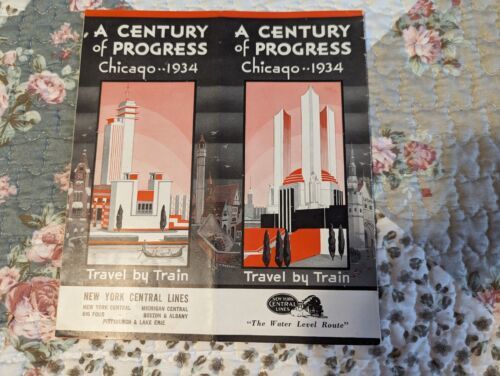 A CENTURY
of PROGRESS
Chicago··1934
Travel by Train
NEW YORK CENTRAL LINES
NEW YORK CENTRAL
MICHIGAN CENTRAL
BIG FOUR
BOSTON & ALBANY
PITTSBURGH & LAKE ERIE
A CENTURY
of PROGRESS
Chicago··1934
Travel by Train
NEW YORK
CENTRAL
LINES
"The Water Level Route"